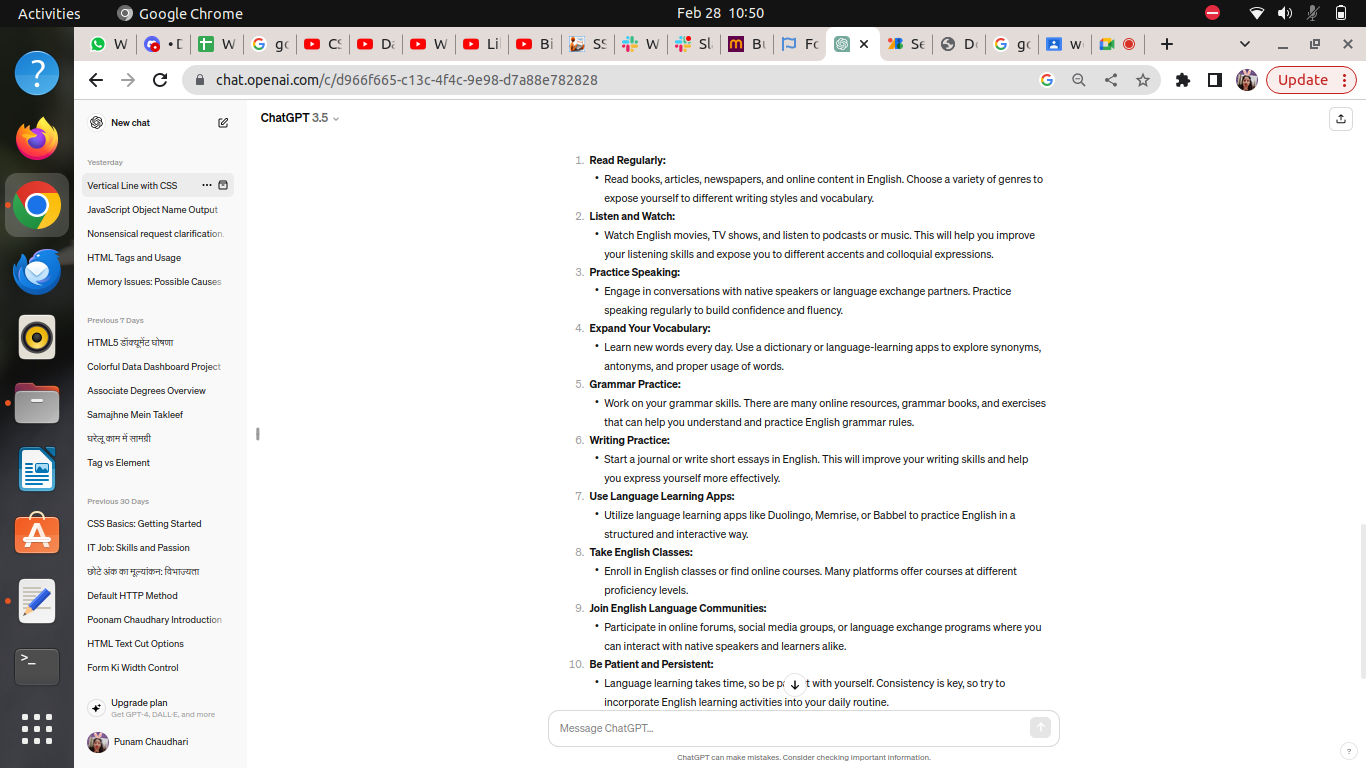 Activities
Google Chrome
Feb 28 10:50
W
• D
W
gc
CS
Da
W
Li
Bi
SS
W
Sl
Bu
Fo
Se
D
gc
w
chat.openai.com/c/d966f665-c13c-4f4c-9e98-d7a88e782828
Update
New chat
Yesterday
Vertical Line with CSS
JavaScript Object Name Output
Nonsensical request clarification.
HTML Tags and Usage
Memory Issues: Possible Causes
Previous 7 Days
HTML5 डॉक्यूमेंट घोषणा
Colorful Data Dashboard Project
Associate Degrees Overview
Samajhne Mein Takleef
घरेलू काम में सामग्री
Tag vs Element
Previous 30 Days
CSS Basics: Getting Started
IT Job: Skills and Passion
छोटे अंक का मूल्यांकन: विभाज्यता
Default HTTP Method
Poonam Chaudhary Introduction
HTML Text Cut Options
Form Ki Width Control
Upgrade plan
Get GPT-4, DALL·E, and more
Punam Chaudhari
ChatGPT 3.5
1. Read Regularly:
• Read books, articles, newspapers, and online content in English. Choose a variety of genres to
expose yourself to different writing styles and vocabulary.
2. Listen and Watch:
• Watch English movies, TV shows, and listen to podcasts or music. This will help you improve
your listening skills and expose you to different accents and colloquial expressions.
3. Practice Speaking:
• Engage in conversations with native speakers or language exchange partners. Practice
speaking regularly to build confidence and fluency.
4. Expand Your Vocabulary:
• Learn new words every day. Use a dictionary or language-learning apps to explore synonyms,
antonyms, and proper usage of words.
5. Grammar Practice:
• Work on your grammar skills. There are many online resources, grammar books, and exercises
that can help you understand and practice English grammar rules.
6. Writing Practice:
• Start a journal or write short essays in English. This will improve your writing skills and help
you express yourself more effectively.
7. Use Language Learning Apps:
• Utilize language learning apps like Duolingo, Memrise, or Babbel to practice English in a
structured and interactive way.
8. Take English Classes:
• Enroll in English classes or find online courses. Many platforms offer courses at different
proficiency levels.
9. Join English Language Communities:
• Participate in online forums, social media groups, or language exchange programs where you
can interact with native speakers and learners alike.
10. Be Patient and Persistent:
• Language learning takes time, so be with yourself. Consistency is key, so try to
incorporate English learning activities into your daily routine.
Message ChatGPT...
ChatGPT can make mistakes. Consider checking important information.
?